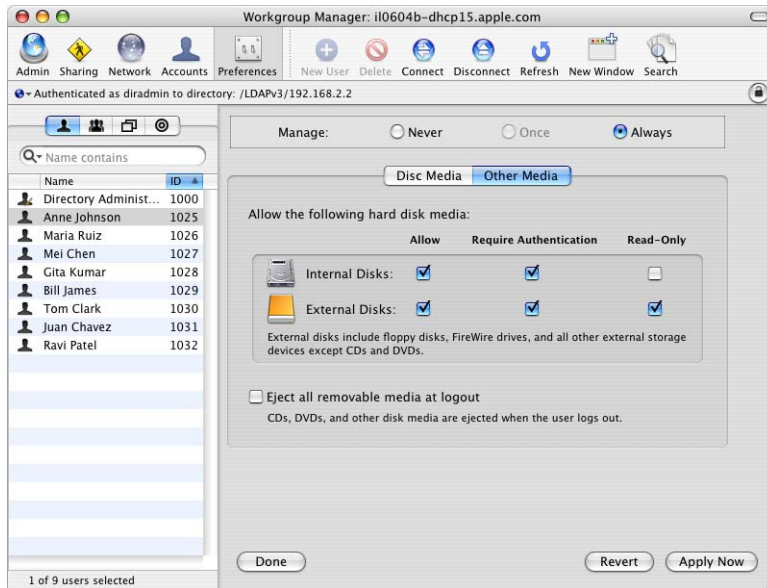 Workgroup Manager: il0604b-dhcp15.apple.com
Admin Sharing Network Accounts Preferences New User Delete Connect Disconnect Refresh New Window Search
Authenticated as diradmin to directory: /LDAPv3/192.168.2.2
Manage: Never Once Always
Name contains
Disc Media Other Media
Name ID
Directory Administ... 1000
Anne Johnson 1025
Maria Ruiz 1026
Mei Chen 1027
Gita Kumar 1028
Bill James 1029
Tom Clark 1030
Juan Chavez 1031
Ravi Patel 1032
Allow the following hard disk media:
Allow Require Authentication Read-Only
Internal Disks:
External Disks:
External disks include floppy disks, FireWire drives, and all other external storage
devices except CDs and DVDs.
Eject all removable media at logout
CDs, DVDs, and other disk media are ejected when the user logs out.
Done Revert Apply Now
1 of 9 users selected